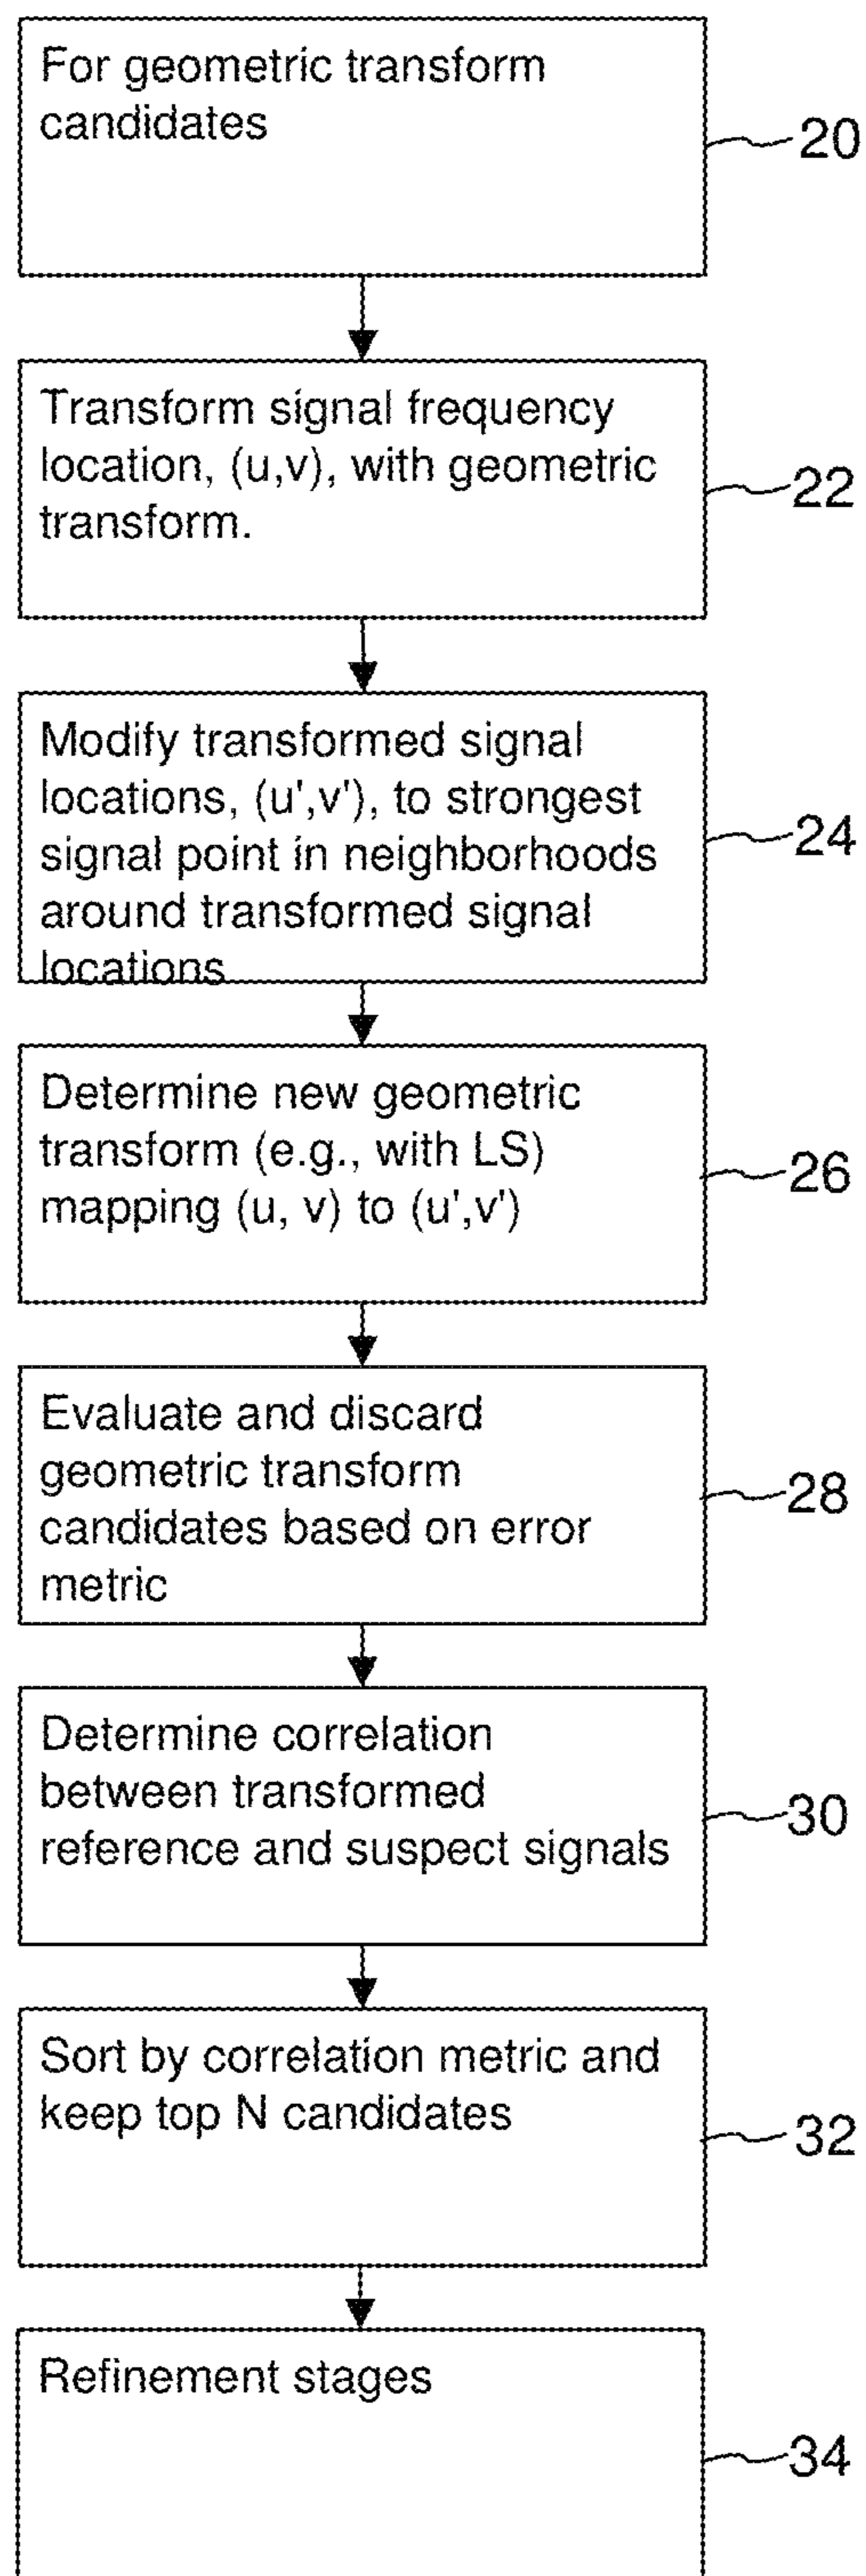 For geometric transform
candidates
20
Transform signal frequency
location, (u,v), with geometric
transform.
22
Modify transformed signal
locations, (u',v'), to strongest
signal point in neighborhoods
around transformed signal
locations
24
Determine new geometric
transform (e.g., with LS)
mapping (u, v) to (u',v')
26
Evaluate and discard
geometric transform
candidates based on error
metric
28
Determine correlation
between transformed
reference and suspect signals
30
Sort by correlation metric and
keep top N candidates
32
Refinement stages
34